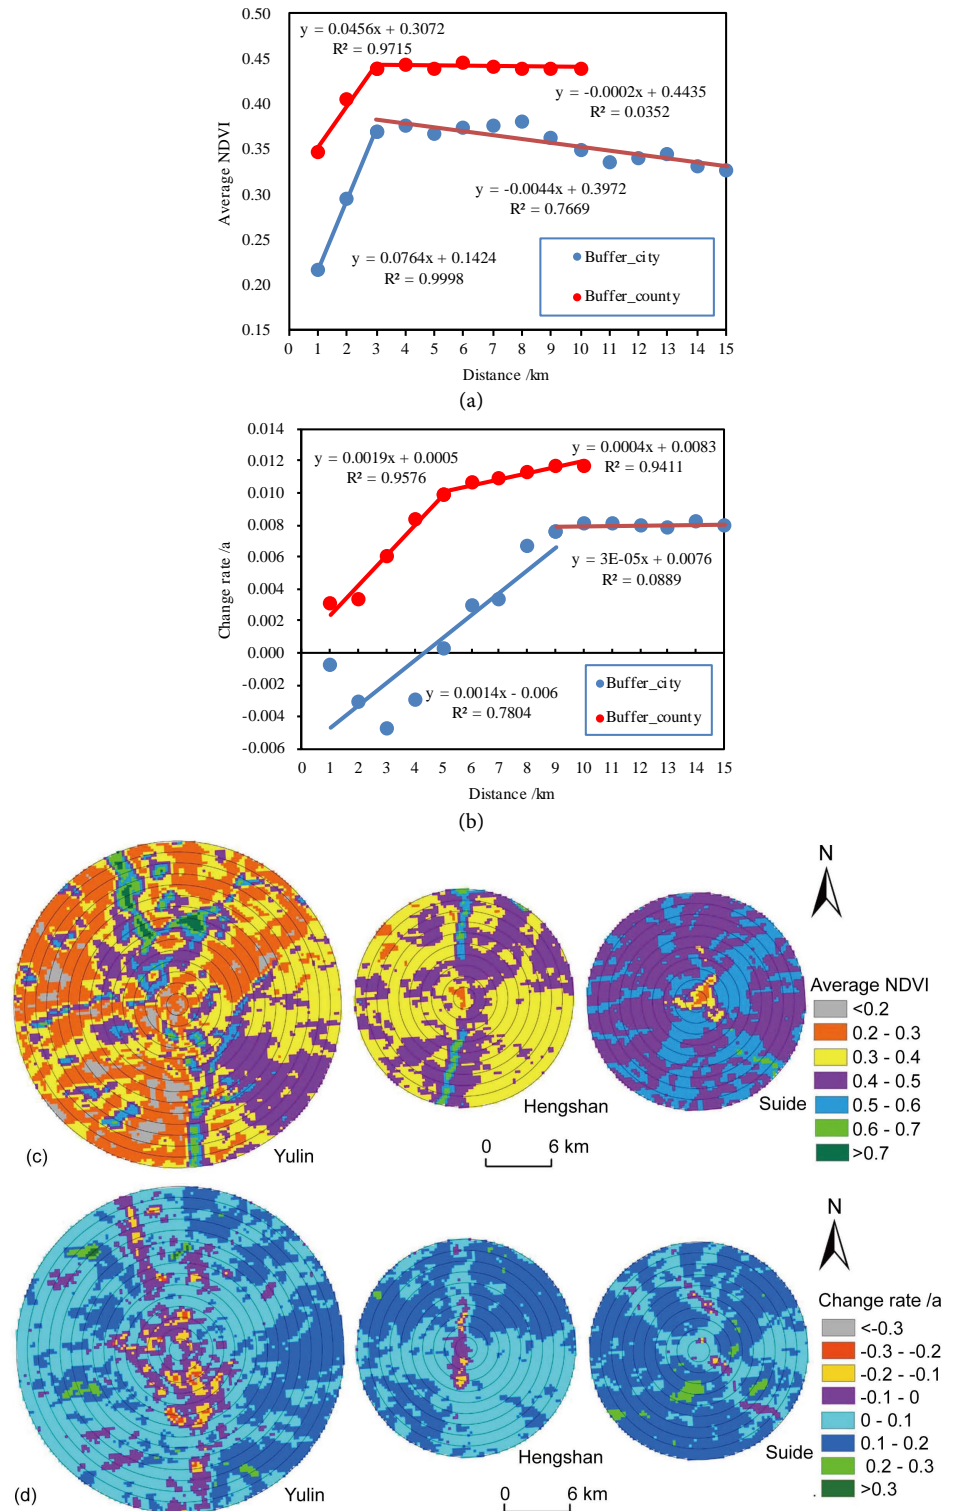 0.50
0.45
0.40
0.35
0.30
0.25
0.20
0.15
Average NDVI
y = 0.0456x + 0.3072
R² = 0.9715
y = -0.0002x + 0.4435
R² = 0.0352
y = -0.0044x + 0.3972
R² = 0.7669
y = 0.0764x + 0.1424
R² = 0.9998
Buffer_city
Buffer_county
0 1 2 3 4 5 6 7 8 9 10 11 12 13 14 15
Distance /km
(a)
0.014
0.012
0.010
0.008
0.006
0.004
0.002
0.000
-0.002
-0.004
-0.006
Change rate /a
y = 0.0019x + 0.0005
R² = 0.9576
y = 0.0004x + 0.0083
R² = 0.9411
y = 3E-05x + 0.0076
R² = 0.0889
y = 0.0014x - 0.006
R² = 0.7804
Buffer_city
Buffer_county
0 1 2 3 4 5 6 7 8 9 10 11 12 13 14 15
Distance /km
(b)
N
Average NDVI
<0.2
0.2 - 0.3
0.3 - 0.4
0.4 - 0.5
0.5 - 0.6
0.6 - 0.7
>0.7
Hengshan
Suide
0 6 km
(c)
Yulin
N
Change rate /a
<-0.3
-0.3 - -0.2
-0.2 - -0.1
-0.1 - 0
0 - 0.1
0.1 - 0.2
0.2 - 0.3
>0.3
Hengshan
Suide
(d)
Yulin
0 6 km